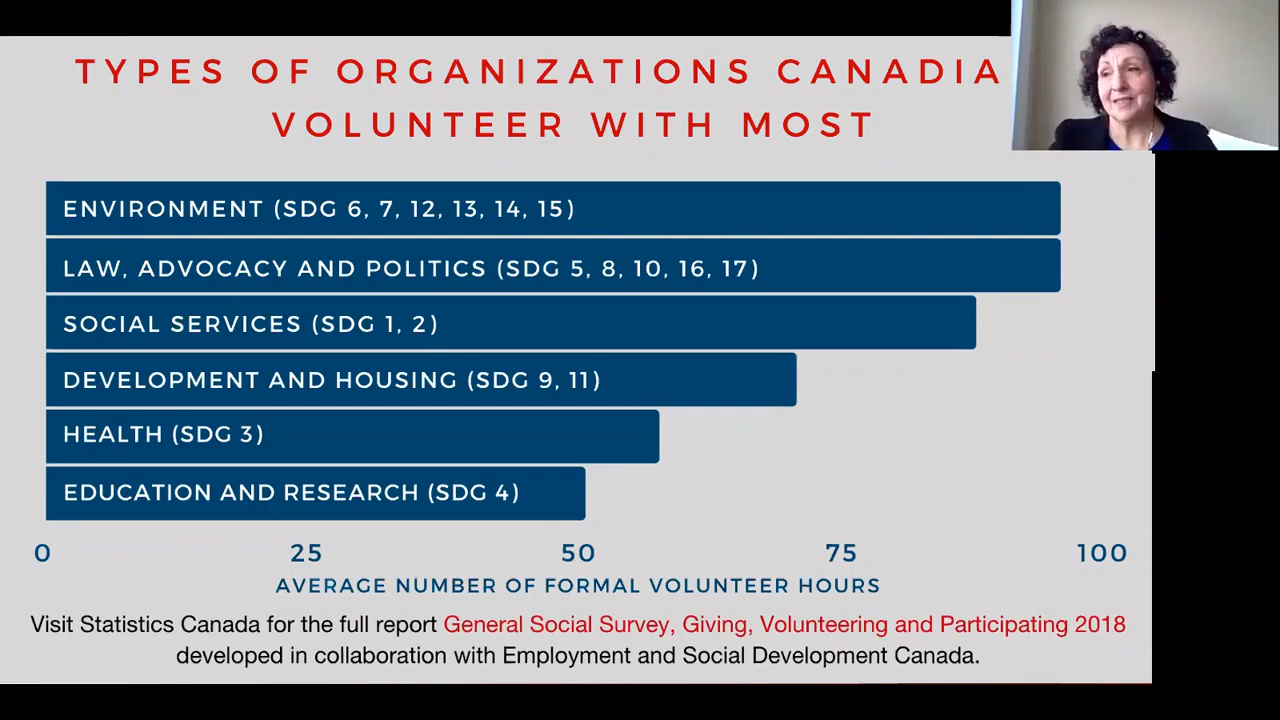 TYPES OF ORGANIZATIONS CANADIA
VOLUNTEER WITH MOST
ENVIRONMENT (SDG 6, 7, 12, 13, 14, 15)
LAW, ADVOCACY AND POLITICS (SDG 5, 8, 10, 16, 17)
SOCIAL SERVICES (SDG 1, 2)
DEVELOPMENT AND HOUSING (SDG 9, 11)
HEALTH (SDG 3)
EDUCATION AND RESEARCH (SDG 4)
0 25 50 75 100
AVERAGE NUMBER OF FORMAL VOLUNTEER HOURS
Visit Statistics Canada for the full report General Social Survey, Giving, Volunteering and Participating 2018
developed in collaboration with Employment and Social Development Canada.